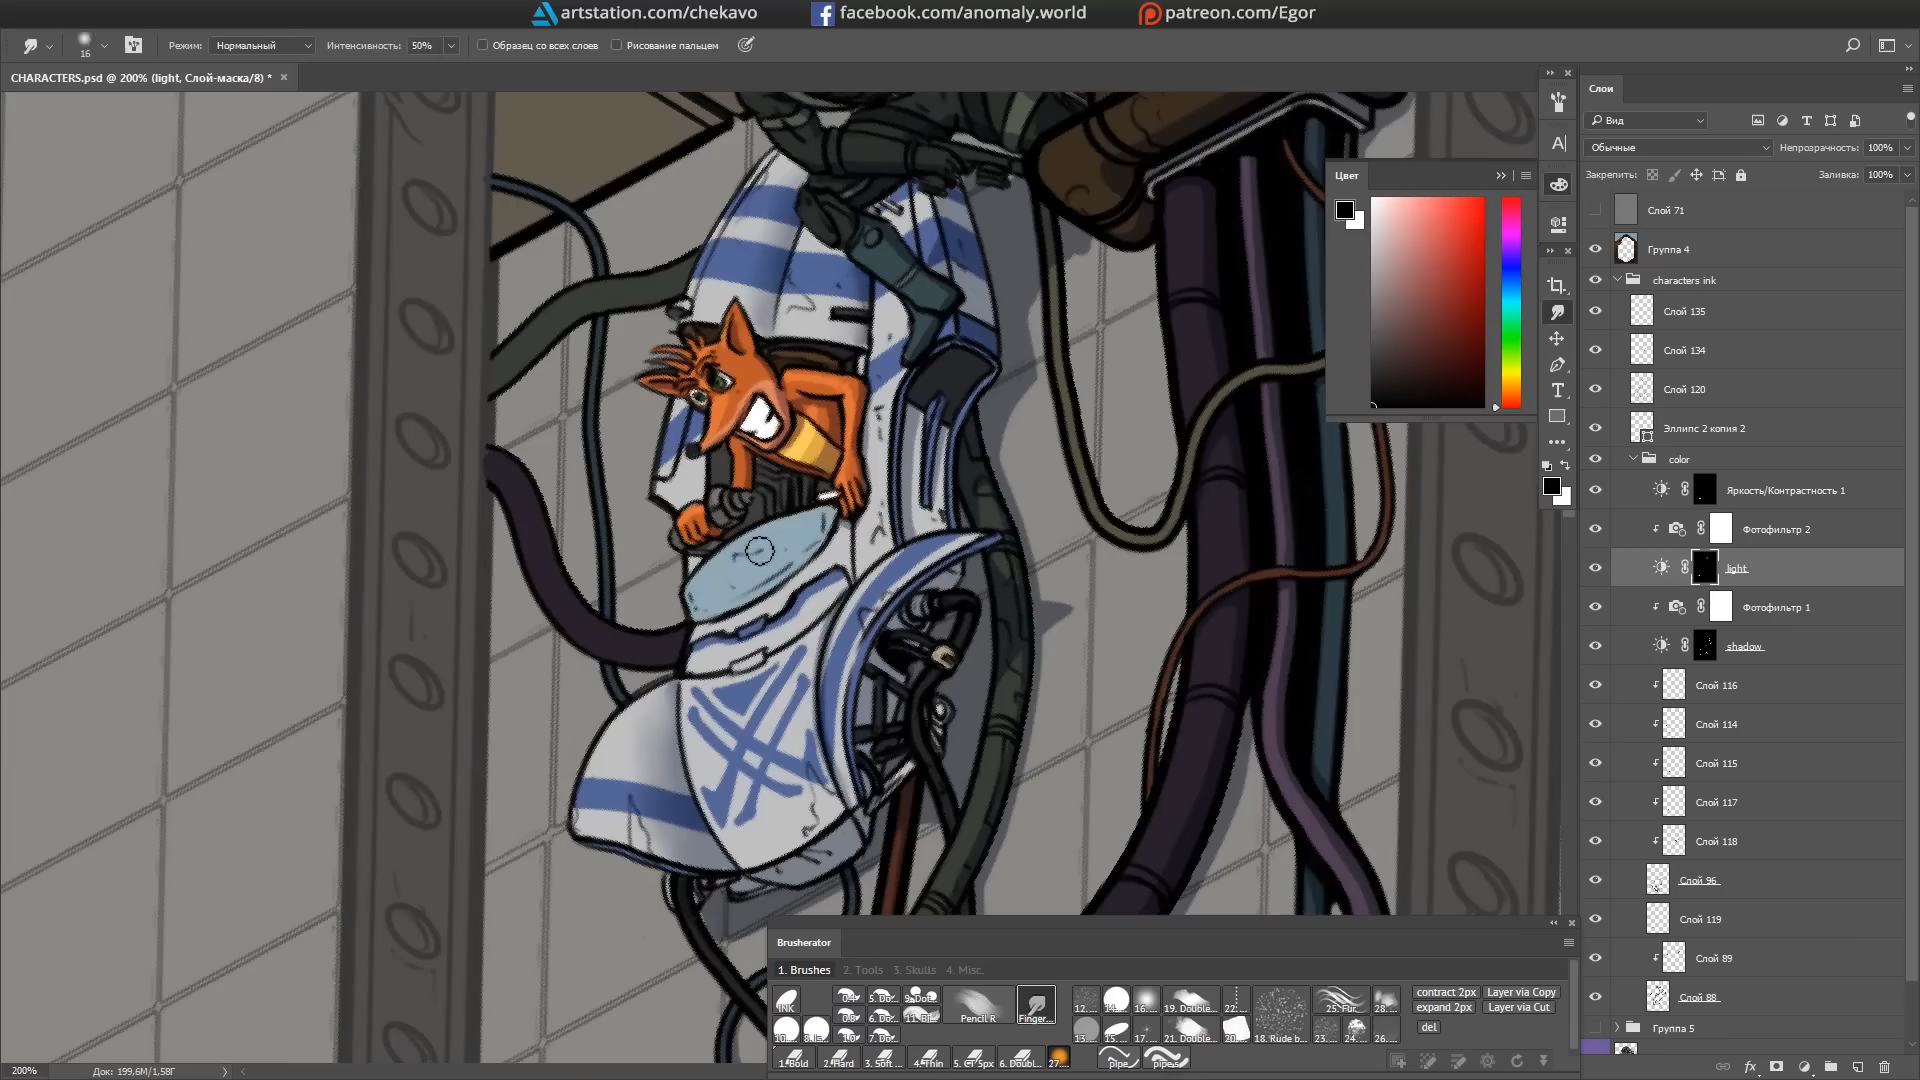 artstation.com/chekavo
facebook.com/anomaly.world
patreon.com/Egor
16
Режим: Нормальный
Интенсивность: 50%
Образец со всех слоев
Рисование пальцем
CHARACTERS.psd @ 200% (light, Слой-маска/8) *
Слои
Вид
Обычные
Непрозрачность: 100%
Закрепить:
Заливка: 100%
Цвет
Слой 71
Группа 4
characters ink
Слой 135
Слой 134
Слой 120
Эллипс 2 копия 2
color
Яркость/Контрастность 1
Фотофильтр 2
light
Фотофильтр 1
shadow
Слой 116
Слой 114
Слой 115
Слой 117
Слой 118
Слой 96
Слой 119
Слой 89
Слой 88
Группа 5
Brusherator
1. Brushes
2. Tools
3. Skulls
4. Misc.
INK
Pencil R
Finger...
19. Double...
25. Fur
21. Double...
18. Rude b...
contract 2px
Layer via Copy
expand 2px
Layer via Cut
del
1.Bold
2.Hard
3.Soft ...
4.Thin
5.CT 5px
6.Doubl...
27....
pipe
pipes
200%
Док: 199,6M/1,58Г